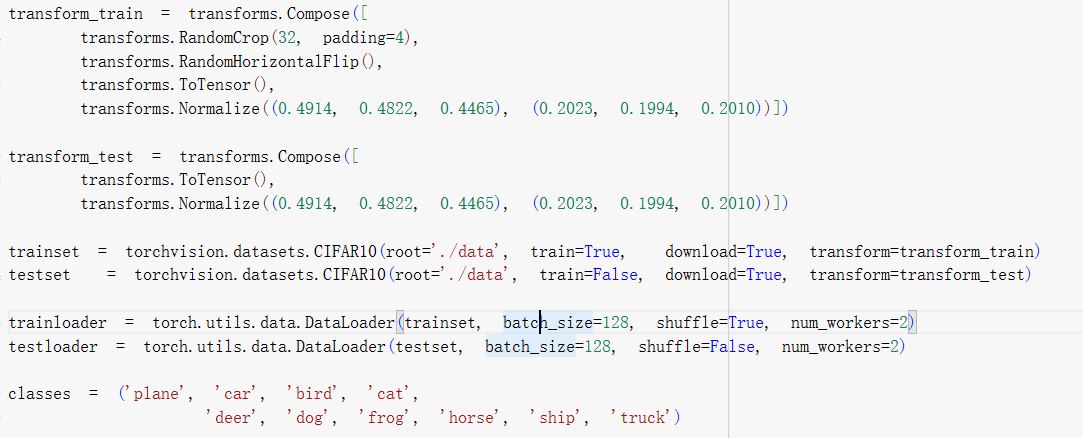 transform_train = transforms.Compose([
transforms.RandomCrop(32, padding=4),
transforms.RandomHorizontalFlip(),
transforms.ToTensor(),
transforms.Normalize((0.4914, 0.4822, 0.4465), (0.2023, 0.1994, 0.2010))])
transform_test = transforms.Compose([
transforms.ToTensor(),
transforms.Normalize((0.4914, 0.4822, 0.4465), (0.2023, 0.1994, 0.2010))])
trainset = torchvision.datasets.CIFAR10(root='./data', train=True, download=True, transform=transform_train)
testset = torchvision.datasets.CIFAR10(root='./data', train=False, download=True, transform=transform_test)
trainloader = torch.utils.data.DataLoader(trainset, batch_size=128, shuffle=True, num_workers=2)
testloader = torch.utils.data.DataLoader(testset, batch_size=128, shuffle=False, num_workers=2)
classes = ('plane', 'car', 'bird', 'cat',
'deer', 'dog', 'frog', 'horse', 'ship', 'truck')